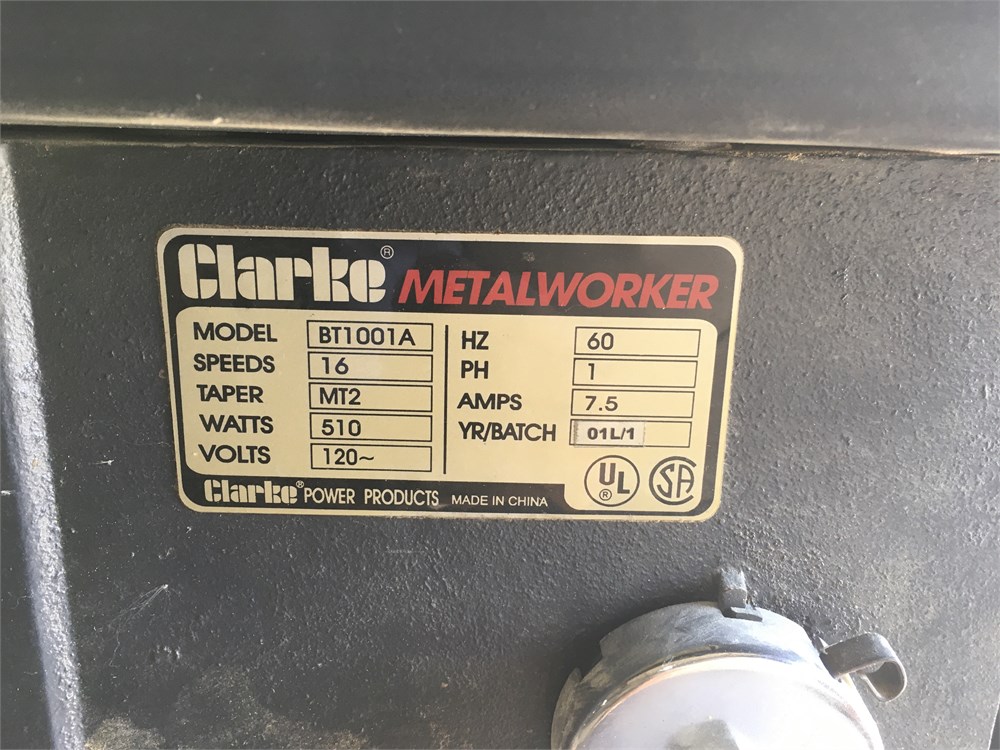 Clarke® METALWORKER
MODEL BT1001A
SPEEDS 16
TAPER MT2
WATTS 510
VOLTS 120~
HZ 60
PH 1
AMPS 7.5
YR/BATCH 01L/1
UL ® SA
Clarke® POWER PRODUCTS MADE IN CHINA